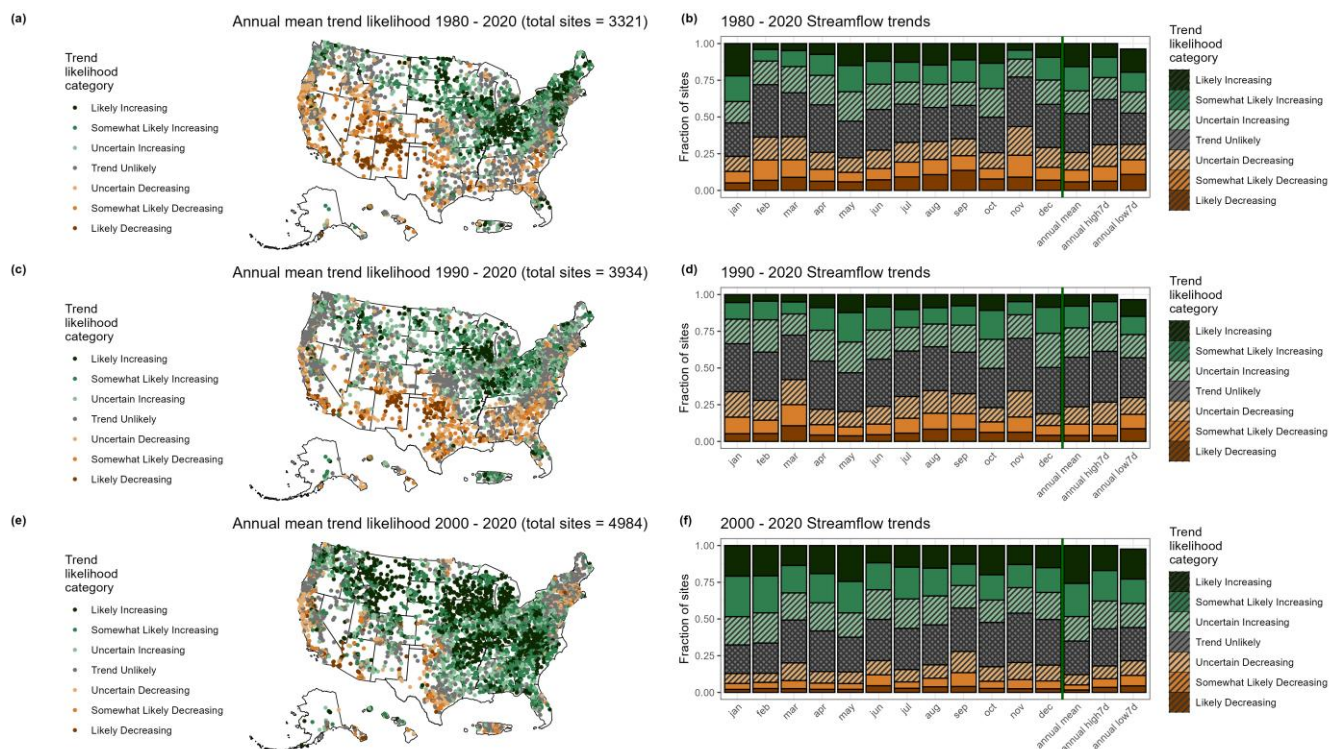 (a)
Annual mean trend likelihood 1980 - 2020 (total sites = 3321)
Trend
likelihood
category
Likely Increasing
Somewhat Likely Increasing
Uncertain Increasing
Trend Unlikely
Uncertain Decreasing
Somewhat Likely Decreasing
Likely Decreasing
(b)
1980 - 2020 Streamflow trends
Fraction of sites
1.00
0.75
0.50
0.25
0.00
jan
feb
mar
apr
may
jun
jul
aug
sep
oct
nov
dec
annual mean
annual high7d
annual low7d
Trend
likelihood
category
Likely Increasing
Somewhat Likely Increasing
Uncertain Increasing
Trend Unlikely
Uncertain Decreasing
Somewhat Likely Decreasing
Likely Decreasing
(c)
Annual mean trend likelihood 1990 - 2020 (total sites = 3934)
Trend
likelihood
category
Likely Increasing
Somewhat Likely Increasing
Uncertain Increasing
Trend Unlikely
Uncertain Decreasing
Somewhat Likely Decreasing
Likely Decreasing
(d)
1990 - 2020 Streamflow trends
Fraction of sites
1.00
0.75
0.50
0.25
0.00
jan
feb
mar
apr
may
jun
jul
aug
sep
oct
nov
dec
annual mean
annual high7d
annual low7d
Trend
likelihood
category
Likely Increasing
Somewhat Likely Increasing
Uncertain Increasing
Trend Unlikely
Uncertain Decreasing
Somewhat Likely Decreasing
Likely Decreasing
(e)
Annual mean trend likelihood 2000 - 2020 (total sites = 4984)
Trend
likelihood
category
Likely Increasing
Somewhat Likely Increasing
Uncertain Increasing
Trend Unlikely
Uncertain Decreasing
Somewhat Likely Decreasing
Likely Decreasing
(f)
2000 - 2020 Streamflow trends
Fraction of sites
1.00
0.75
0.50
0.25
0.00
jan
feb
mar
apr
may
jun
jul
aug
sep
oct
nov
dec
annual mean
annual high7d
annual low7d
Trend
likelihood
category
Likely Increasing
Somewhat Likely Increasing
Uncertain Increasing
Trend Unlikely
Uncertain Decreasing
Somewhat Likely Decreasing
Likely Decreasing